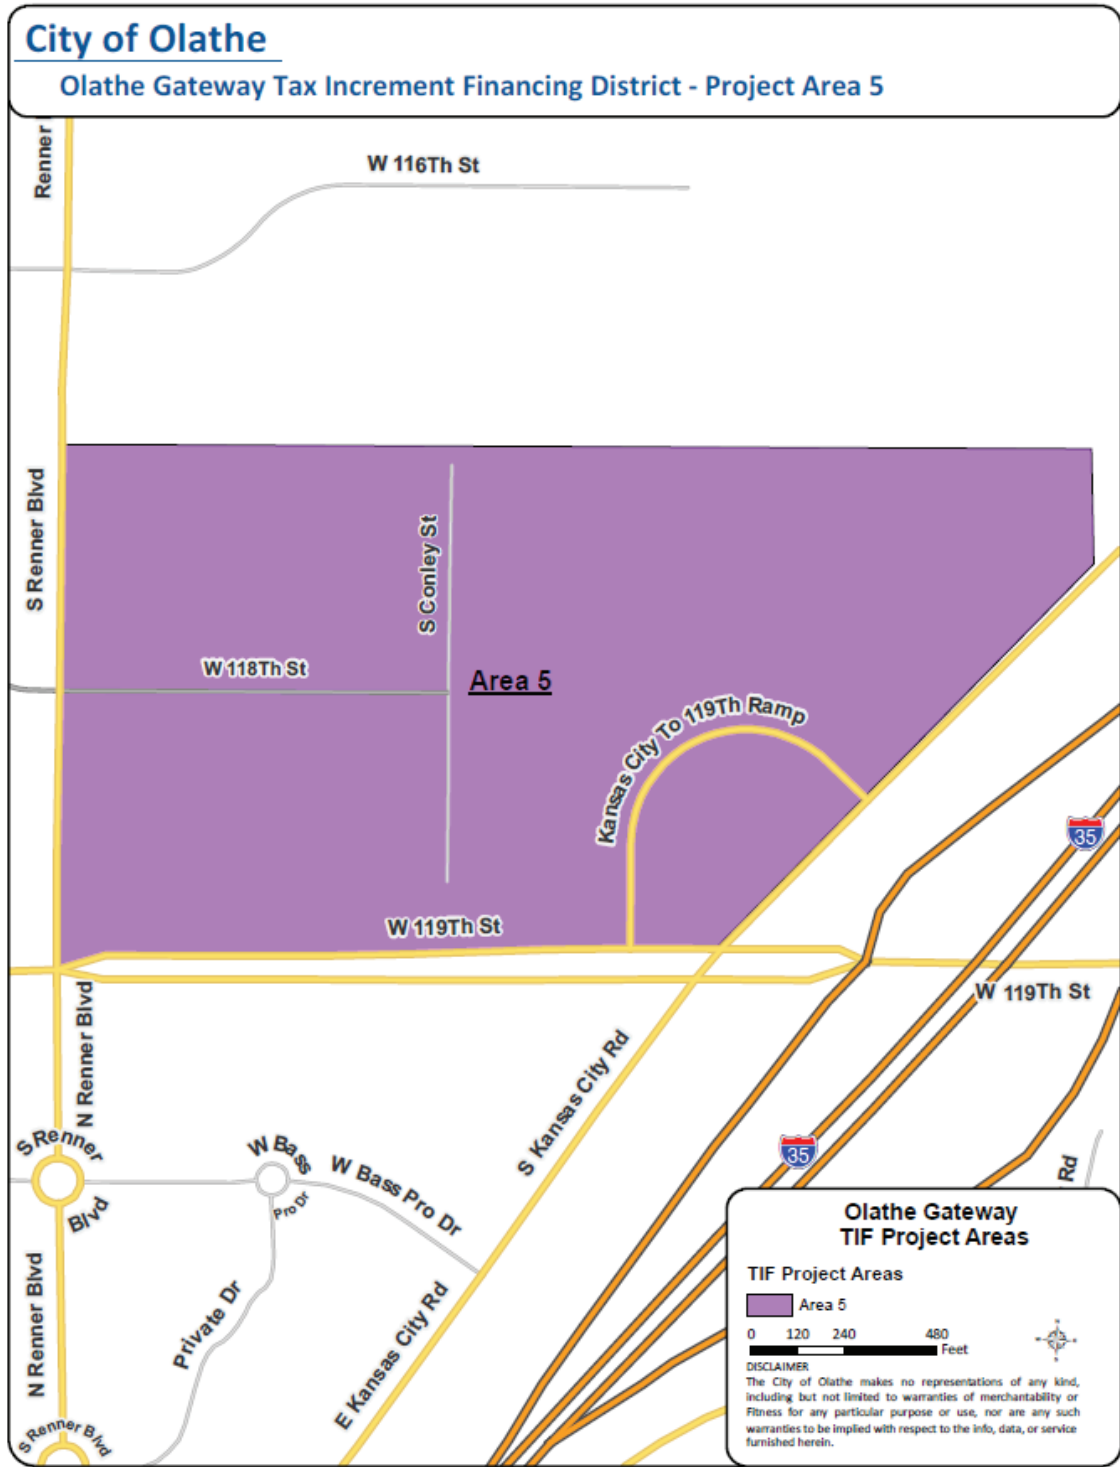 City of Olathe
Olathe Gateway Tax Increment Financing District - Project Area 5
Renner
W 116Th St
S Renner Blvd
S Conley St
W 118Th St
Area 5
Kansas City To 119Th Ramp
35
W 119Th St
W 119Th St
N Renner Blvd
S Kansas City Rd
S Renner Blvd
W Bass Pro Dr
W Bass Pro Dr
35
Rd
N Renner Blvd
Private Dr
E Kansas City Rd
S Renner Blvd
Olathe Gateway
TIF Project Areas
TIF Project Areas
Area 5
0 120 240 480
Feet
DISCLAIMER
The City of Olathe makes no representations of any kind,
including but not limited to warranties of merchantability or
Fitness for any particular purpose or use, nor are any such
warranties to be implied with respect to the info, data, or service
furnished herein.